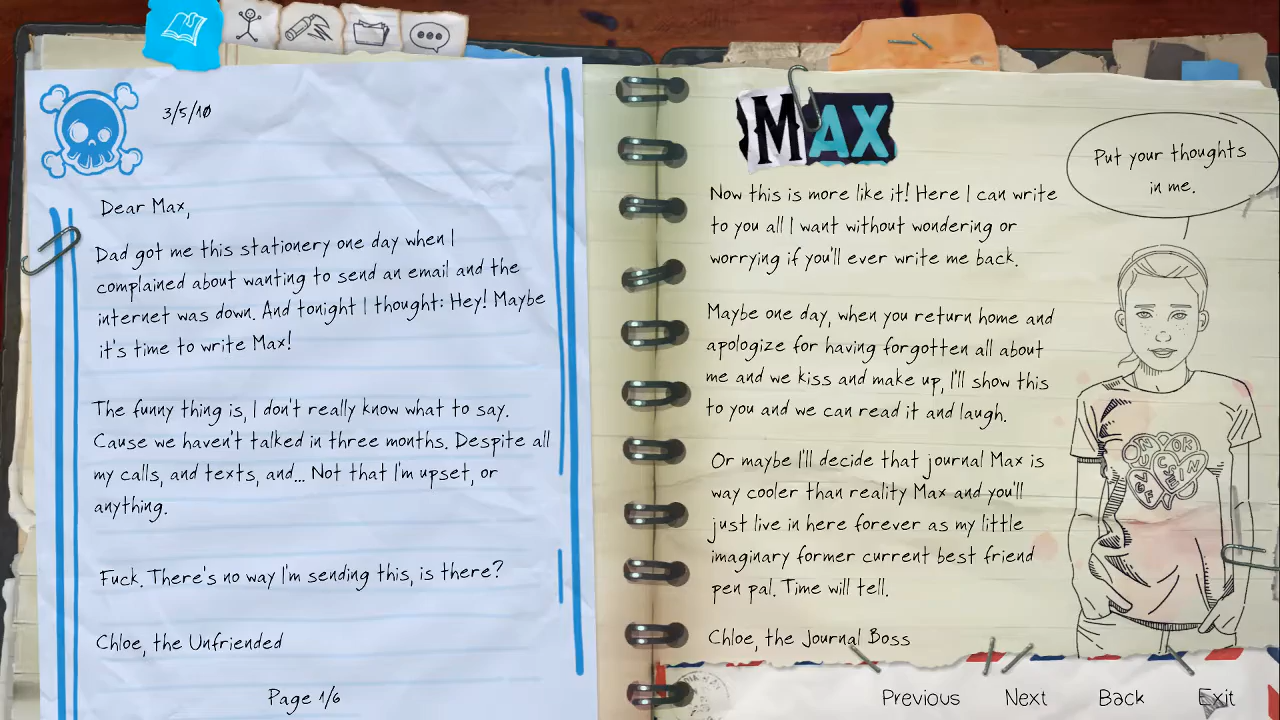 3/5/10
Dear Max,
Dad got me this stationery one day when I
complained about wanting to send an email and the
internet was down. And tonight I thought: Hey! Maybe
it's time to write Max!
The funny thing is, I don't really know what to say.
Cause we haven't talked in three months. Despite all
my calls, and texts, and... Not that I'm upset, or
anything.
Fuck. There's no way I'm sending this, is there?
Chloe, the Unfriended
Page 1/6
MAX
Now this is more like it! Here I can write
to you all I want without wondering or
worrying if you'll ever write me back.
Maybe one day, when you return home and
apologize for having forgotten all about
me and we kiss and make up, I'll show this
to you and we can read it and laugh.
Or maybe I'll decide that journal Max is
way cooler than reality Max and you'll
just live in here forever as my little
imaginary former current best friend
pen pal. Time will tell.
Chloe, the Journal Boss
Put your thoughts
in me.
Previous Next Back Exit